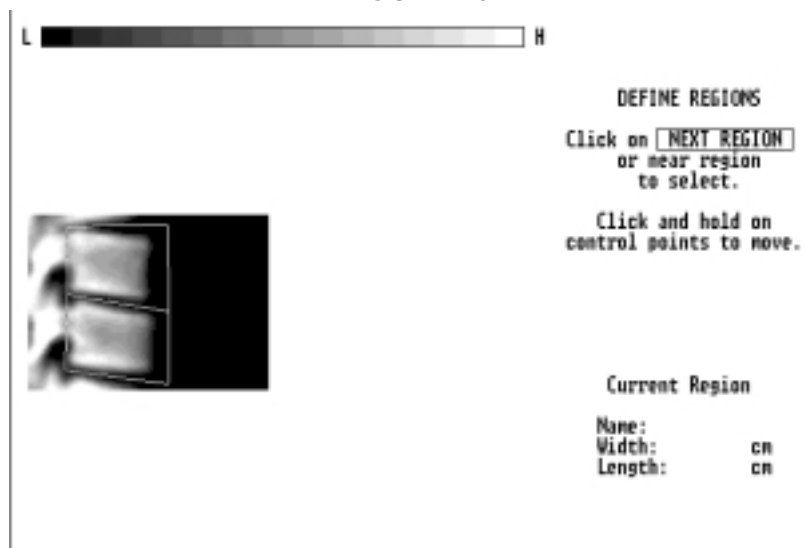 L H
DEFINE REGIONS
Click on NEXT REGION
or near region
to select.
Click and hold on
control points to move.
Current Region
Name:
Width: cm
Length: cm